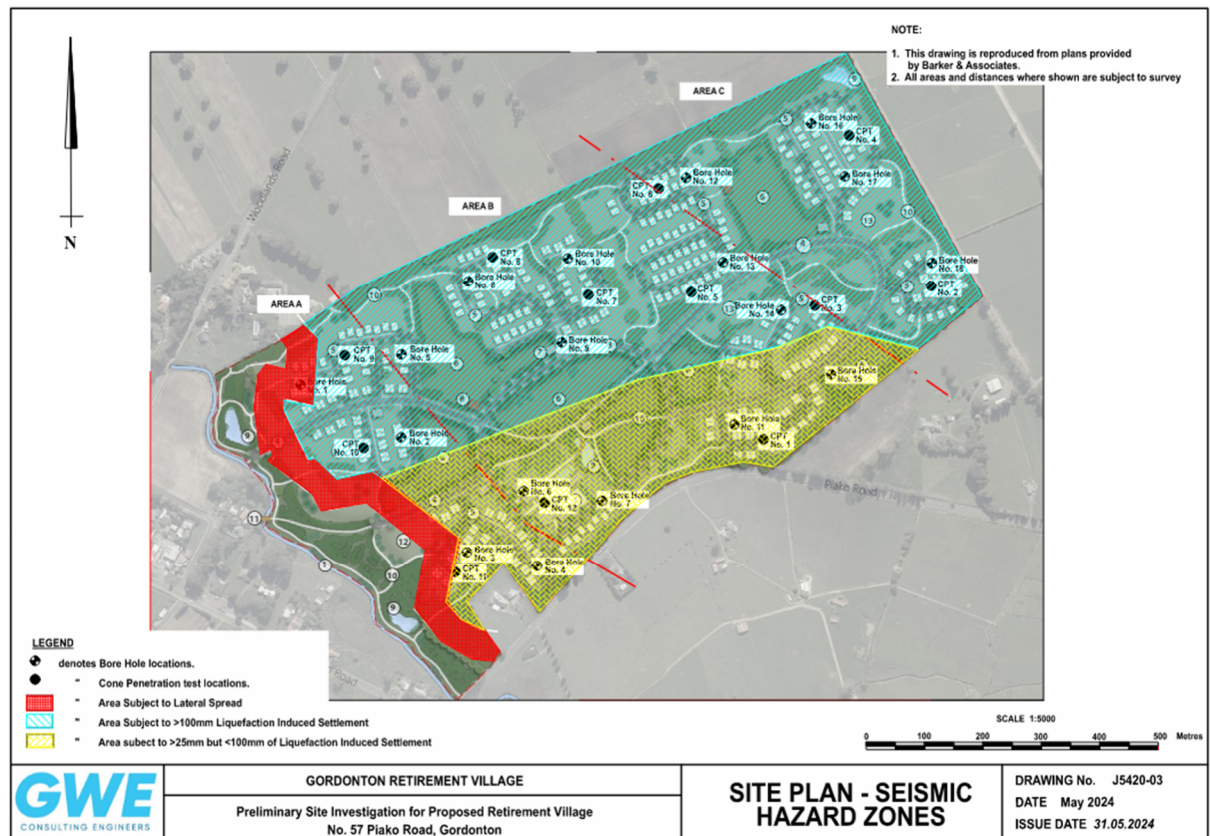 NOTE:
1. This drawing is reproduced from plans provided
by Barker & Associates.
2. All areas and distances where shown are subject to survey
N
Woodlands Road
AREA C
AREA B
AREA A
Bore Hole
No. 16
CPT
No. 4
Bore Hole
No. 17
CPT
No. 6
Bore Hole
No. 12
Bore Hole
No. 18
CPT
No. 2
Bore Hole
No. 13
CPT
No. 5
CPT
No. 3
Bore Hole
CPT
No. 8
Bore Hole
No. 8
Bore Hole
No. 10
CPT
No. 7
Bore Hole
No. 9
CPT
No. 9
Bore Hole
No. 5
Bore Hole
No. 1
Bore Hole
No. 2
CPT
No. 10
Bore Hole
No. 19
Bore Hole
No. 11
CPT
No. 1
Bore Hole
No. 6
CPT
No. 12
Bore Hole
No. 7
Bore Hole
No. 3
CPT
No. 11
Bore Hole
No. 4
Piako Road
9
11
12
1
10
9
Road
LEGEND
denotes Bore Hole locations.
" Cone Penetration test locations.
" Area Subject to Lateral Spread
" Area Subject to >100mm Liquefaction Induced Settlement
" Area subect to >25mm but <100mm of Liquefaction Induced Settlement
SCALE 1:5000
0 100 200 300 400 500 Metres
GWE
CONSULTING ENGINEERS
GORDONTON RETIREMENT VILLAGE
Preliminary Site Investigation for Proposed Retirement Village
No. 57 Piako Road, Gordonton
SITE PLAN - SEISMIC
HAZARD ZONES
DRAWING No. J5420-03
DATE May 2024
ISSUE DATE 31.05.2024